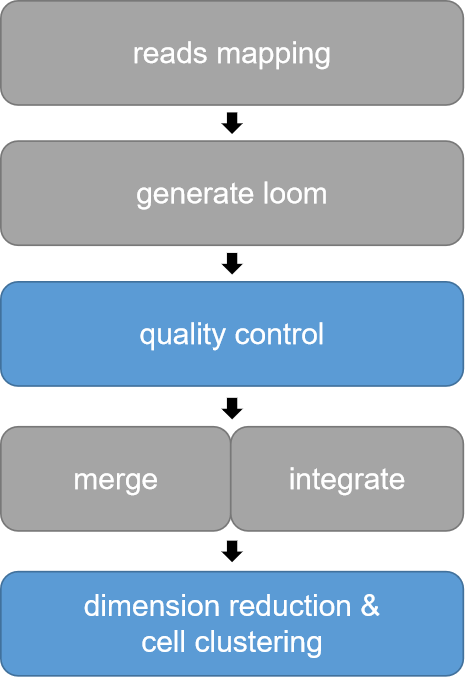 reads mapping
generate loom
quality control
merge
integrate
dimension reduction &
cell clustering